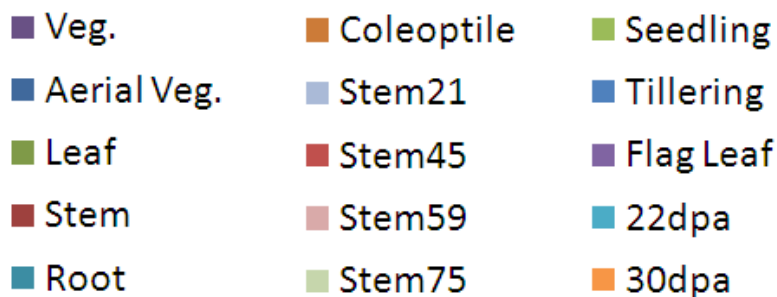 Veg.
Coleoptile
Seedling
Aerial Veg.
Stem21
Tillering
Leaf
Stem45
Flag Leaf
Stem
Stem59
22dpa
Root
Stem75
30dpa